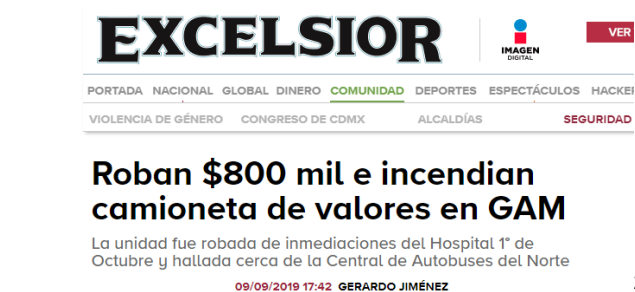 EXCELSIOR
IMAGEN
DIGITAL
VER
PORTADA NACIONAL GLOBAL DINERO COMUNIDAD DEPORTES ESPECTÁCULOS HACKER
VIOLENCIA DE GÉNERO CONGRESO DE CDMX ALCALDÍAS SEGURIDAD
Roban $800 mil e incendian
camioneta de valores en GAM
La unidad fue robada de inmediaciones del Hospital 1° de
Octubre y hallada cerca de la Central de Autobuses del Norte
09/09/2019 17:42 GERARDO JIMÉNEZ